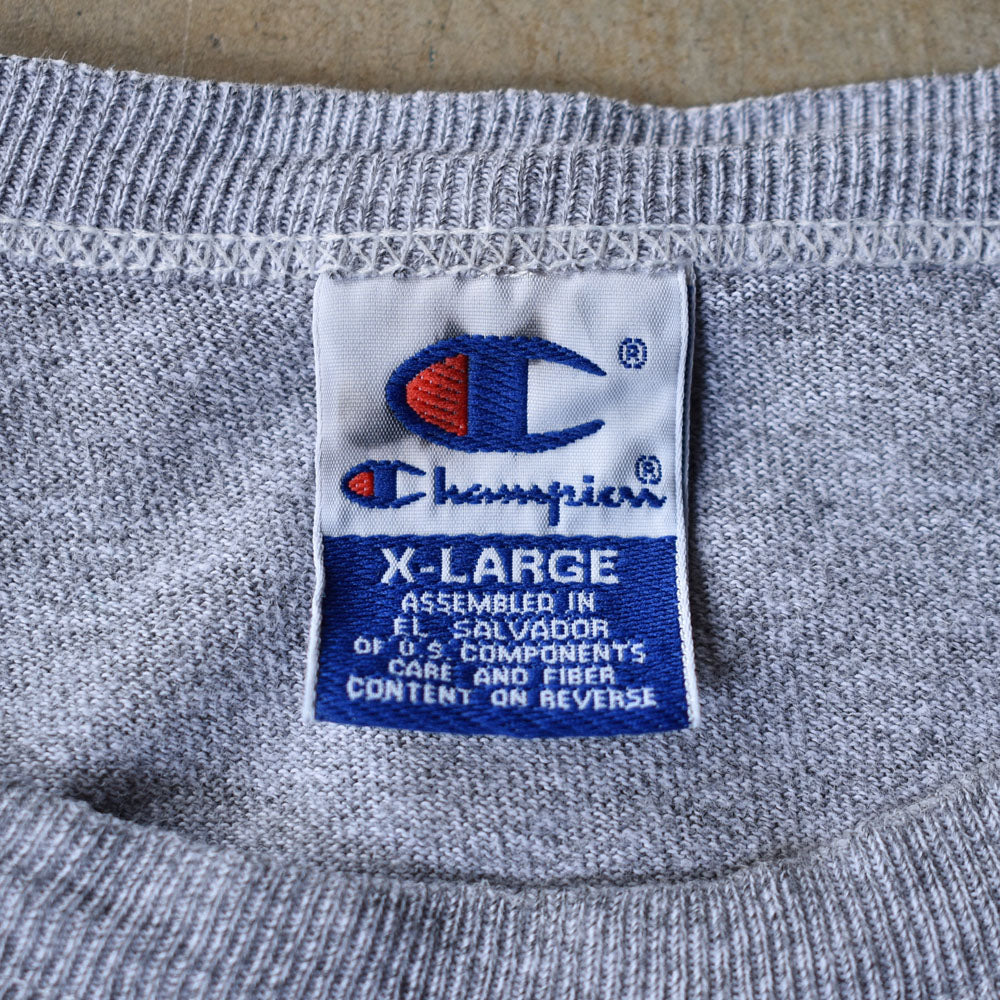 ®
Champion®
X-LARGE
ASSEMBLED IN
EL SALVADOR
OF U.S. COMPONENTS
CARE AND FIBER
CONTENT ON REVERSE